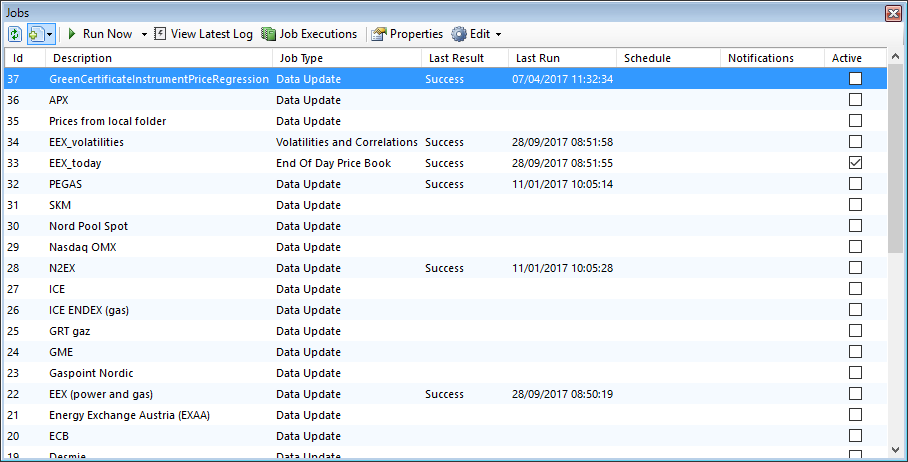 Jobs
Run Now View Latest Log Job Executions Properties Edit
Id Description Job Type Last Result Last Run Schedule Notifications Active
37 GreenCertificateInstrumentPriceRegression Data Update Success 07/04/2017 11:32:34
36 APX Data Update
35 Prices from local folder Data Update
34 EEX_volatilities Volatilities and Correlations Success 28/09/2017 08:51:58
33 EEX_today End Of Day Price Book Success 28/09/2017 08:51:55
32 PEGAS Data Update Success 11/01/2017 10:05:14
31 SKM Data Update
30 Nord Pool Spot Data Update
29 Nasdaq OMX Data Update
28 N2EX Data Update Success 11/01/2017 10:05:28
27 ICE Data Update
26 ICE ENDEX (gas) Data Update
25 GRT gaz Data Update
24 GME Data Update
23 Gaspoint Nordic Data Update
22 EEX (power and gas) Data Update Success 28/09/2017 08:50:19
21 Energy Exchange Austria (EXAA) Data Update
20 ECB Data Update
19 Desmie Data Update